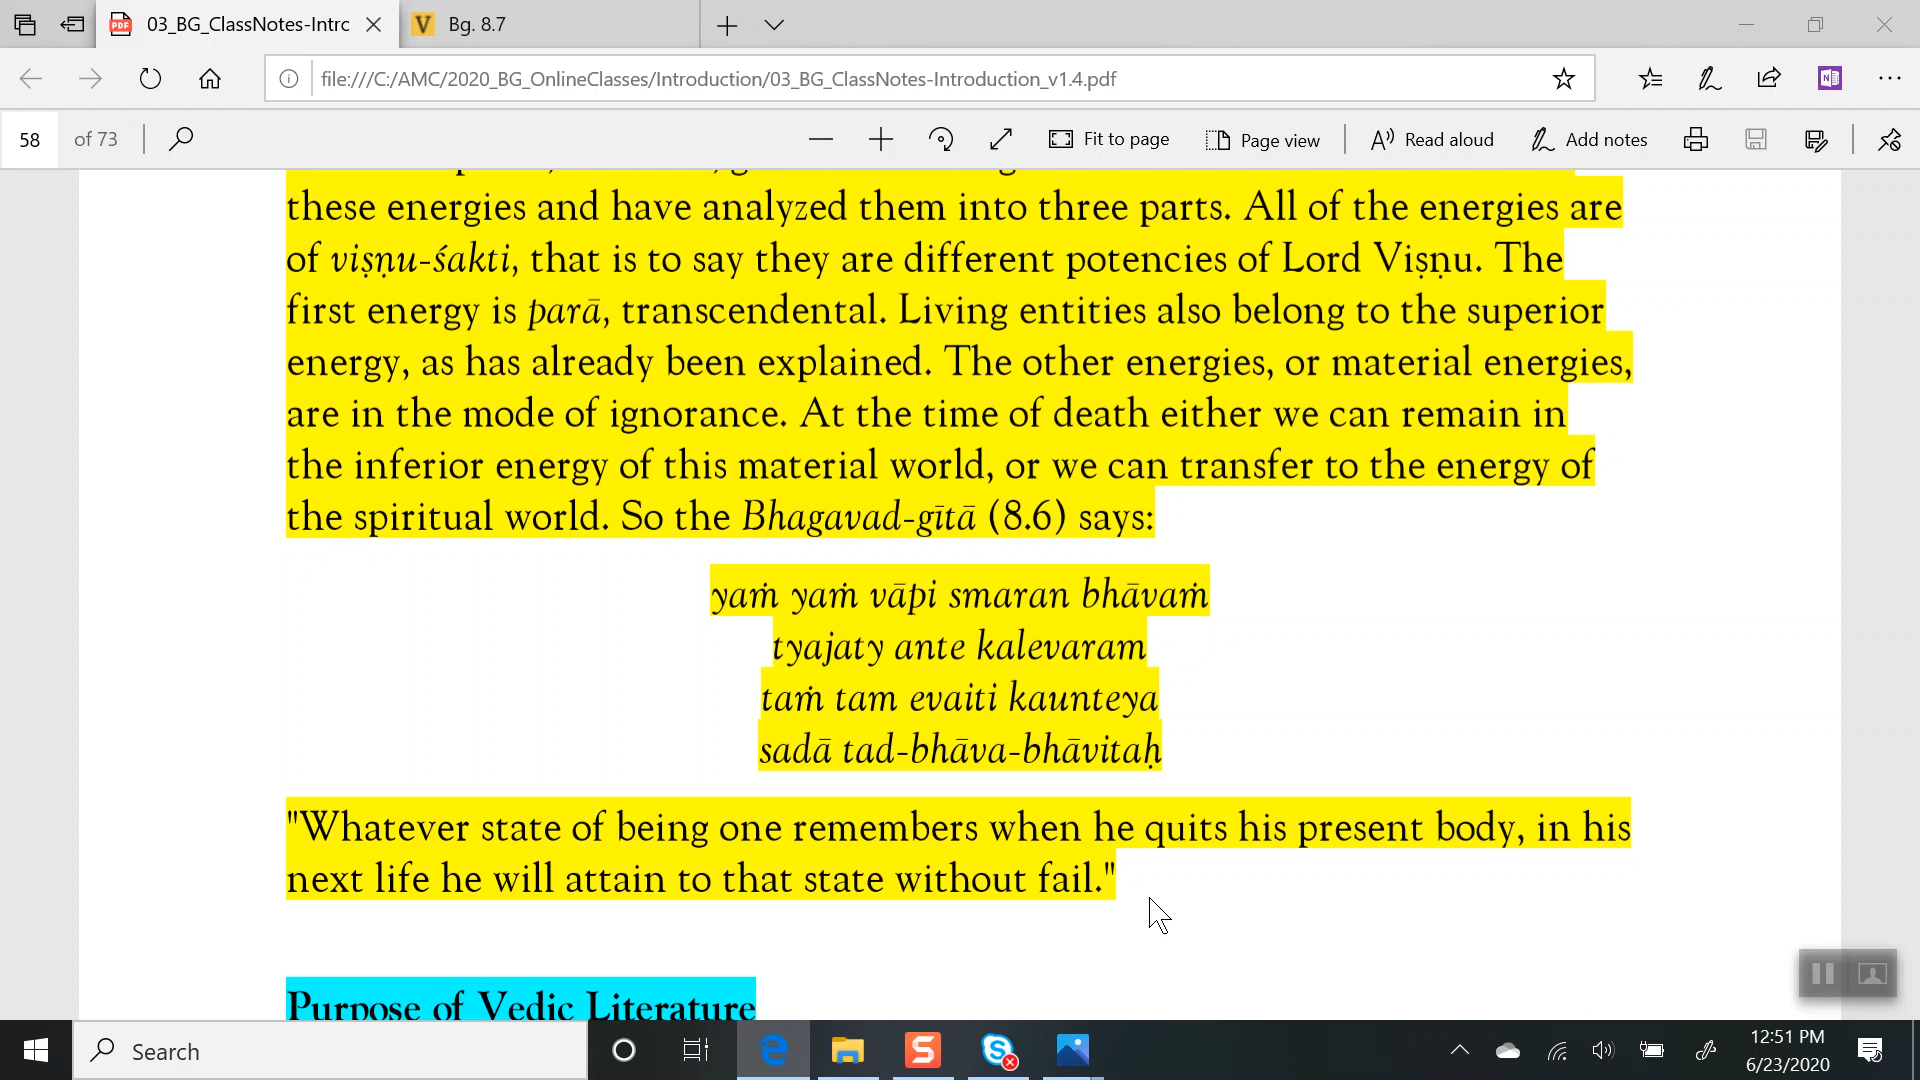 03_BG_ClassNotes-Intrc
Bg. 8.7
file:///C:/AMC/2020_BG_OnlineClasses/Introduction/03_BG_ClassNotes-Introduction_v1.4.pdf
58 of 73
Fit to page
Page view
Read aloud
Add notes
these energies and have analyzed them into three parts. All of the energies are
of viṣṇu-śakti, that is to say they are different potencies of Lord Viṣṇu. The
first energy is parā, transcendental. Living entities also belong to the superior
energy, as has already been explained. The other energies, or material energies,
are in the mode of ignorance. At the time of death either we can remain in
the inferior energy of this material world, or we can transfer to the energy of
the spiritual world. So the Bhagavad-gītā (8.6) says:
yaṁ yaṁ vāpi smaran bhāvaṁ
tyajaty ante kalevaram
taṁ tam evaiti kaunteya
sadā tad-bhāva-bhāvitaḥ
"Whatever state of being one remembers when he quits his present body, in his
next life he will attain to that state without fail."
Purpose of Vedic Literature
Search
12:51 PM
6/23/2020